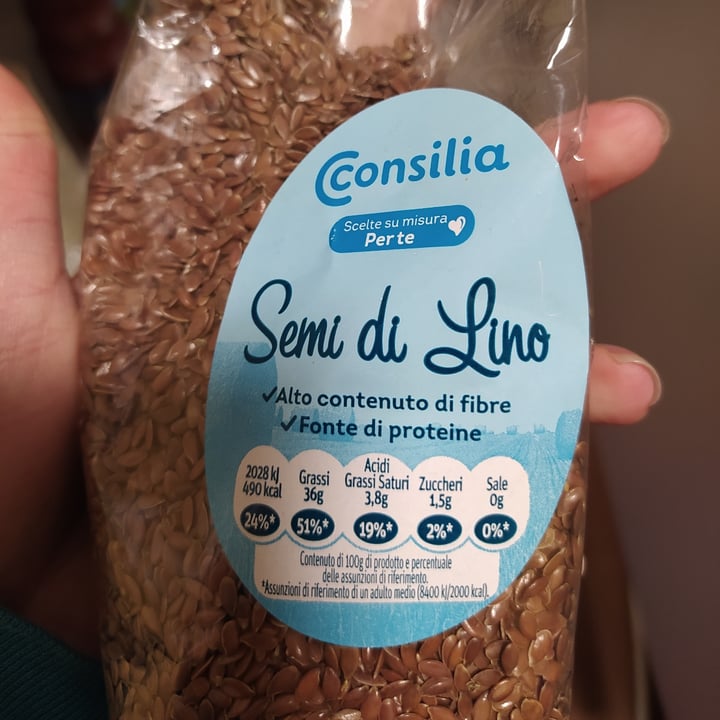 Consilia
Scelte su misura
Per te
Semi di Lino
✓Alto contenuto di fibre
✓Fonte di proteine
2028 kJ
490 kcal
24%*
Grassi
36g
51%*
Acidi
Grassi Saturi
3,8g
19%*
Zuccheri
1,5g
2%*
Sale
0g
0%*
Contenuto di 100g di prodotto e percentuale
delle assunzioni di riferimento.
*Assunzioni di riferimento di un adulto medio (8400 kJ/2000 kcal).